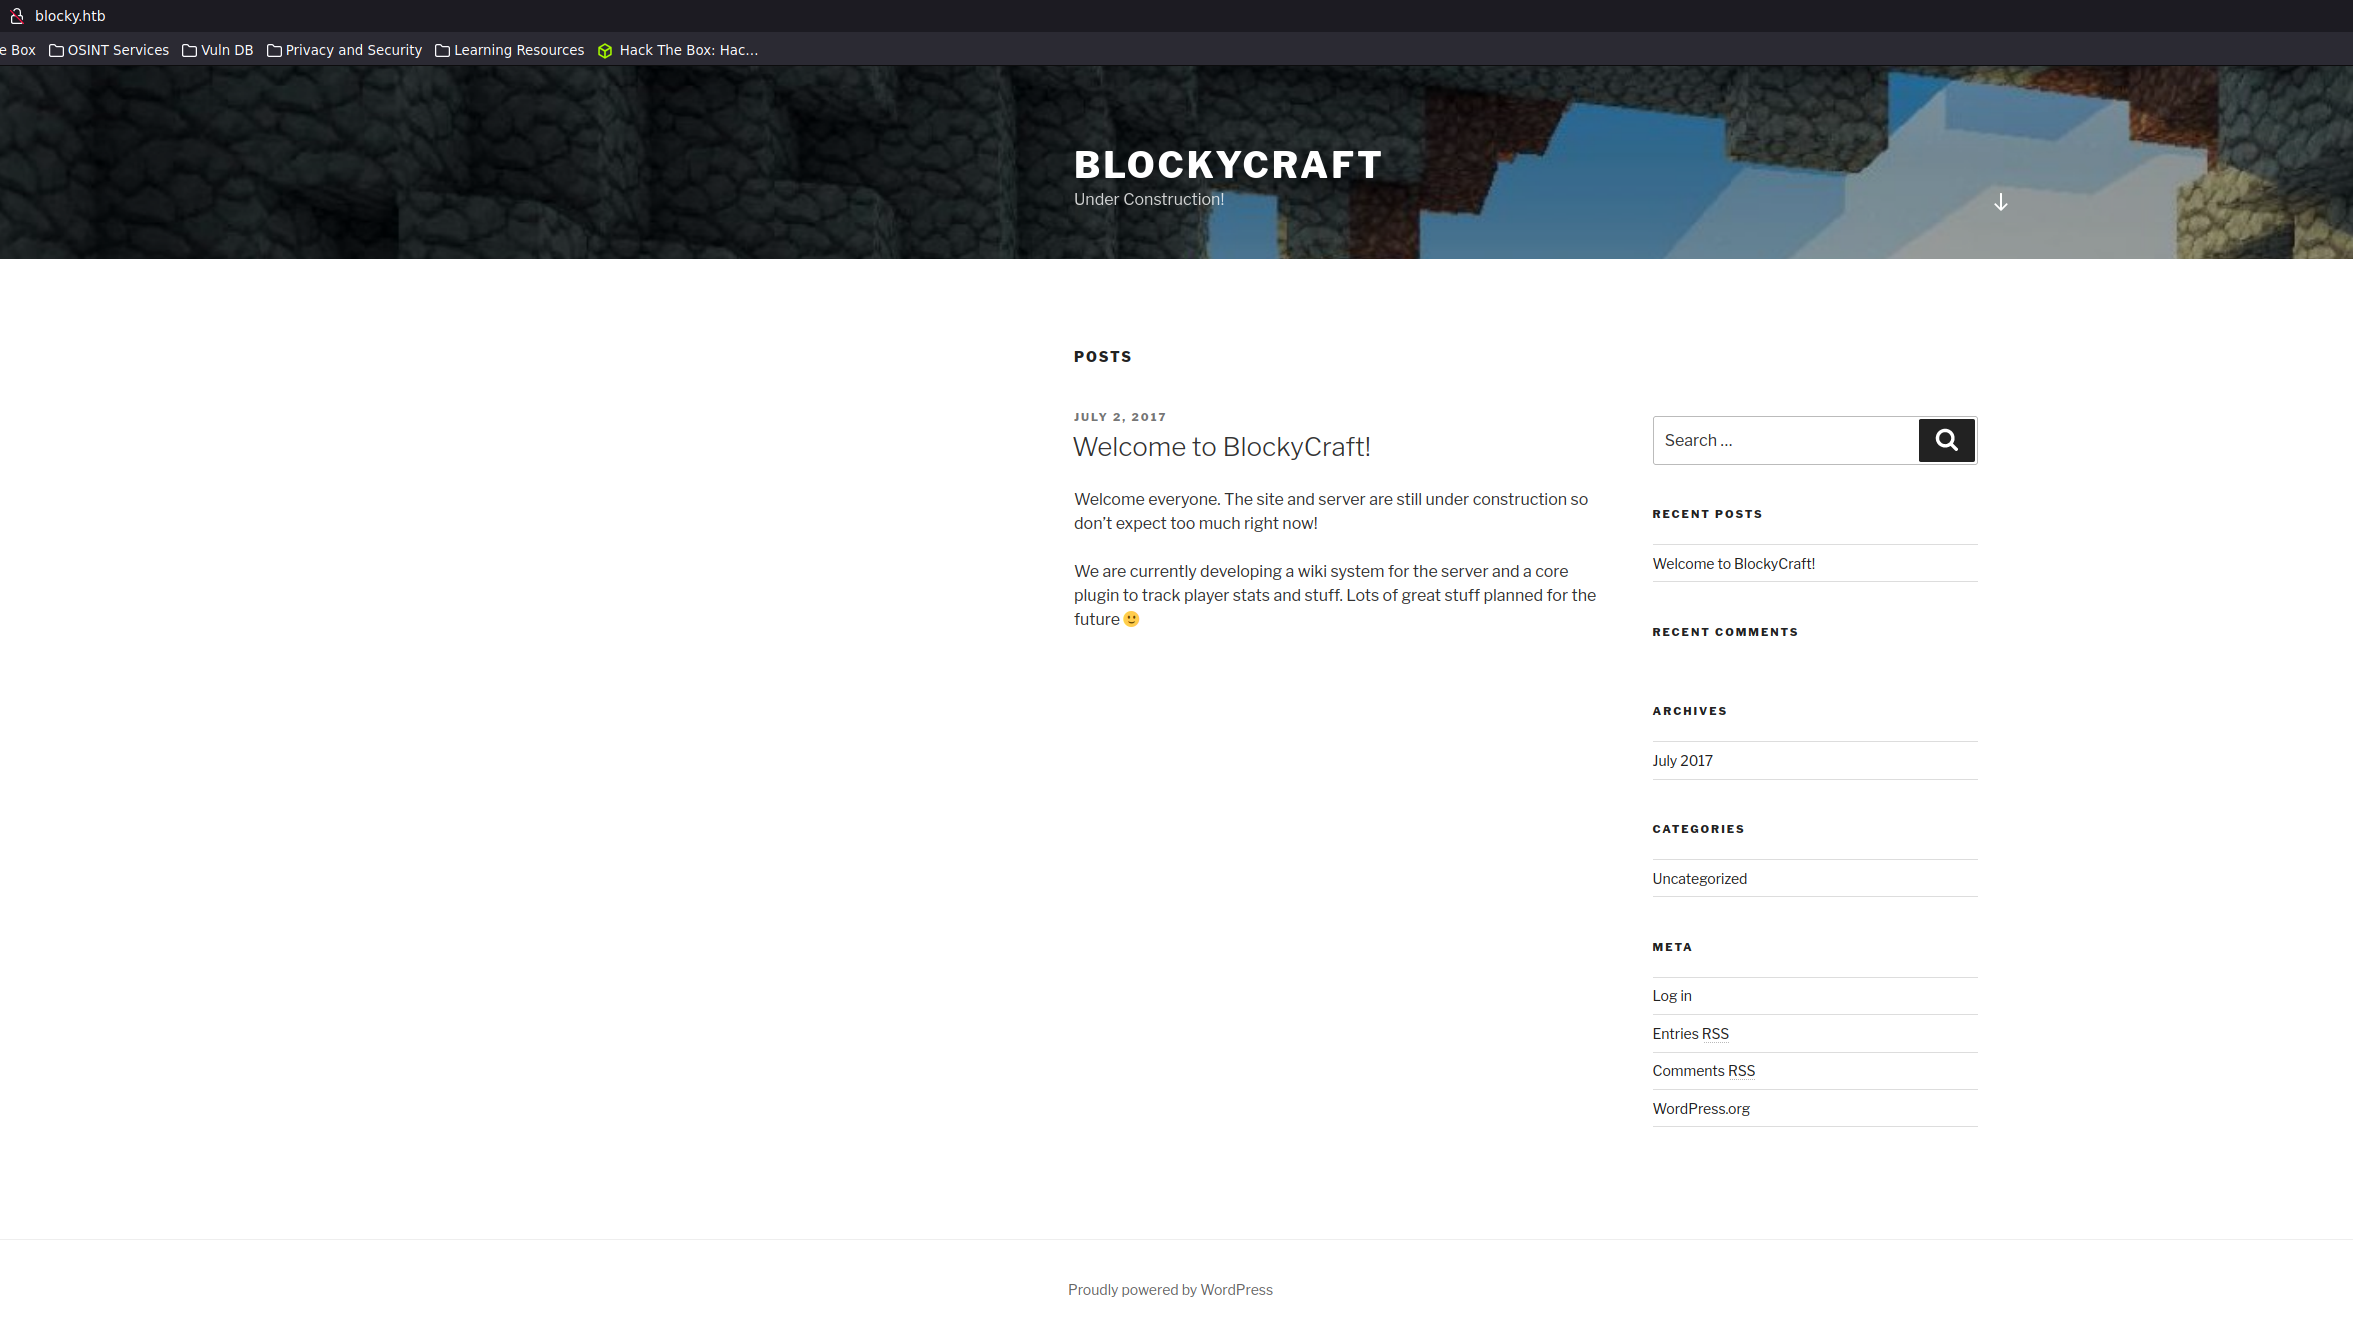 blocky.htb
e Box OSINT Services Vuln DB Privacy and Security Learning Resources Hack The Box: Hac...
BLOCKYCRAFT
Under Construction!
POSTS
JULY 2, 2017
Welcome to BlockyCraft!
Welcome everyone. The site and server are still under construction so
don’t expect too much right now!
We are currently developing a wiki system for the server and a core
plugin to track player stats and stuff. Lots of great stuff planned for the
future 🙂
Search …
RECENT POSTS
Welcome to BlockyCraft!
RECENT COMMENTS
ARCHIVES
July 2017
CATEGORIES
Uncategorized
META
Log in
Entries RSS
Comments RSS
WordPress.org
Proudly powered by WordPress